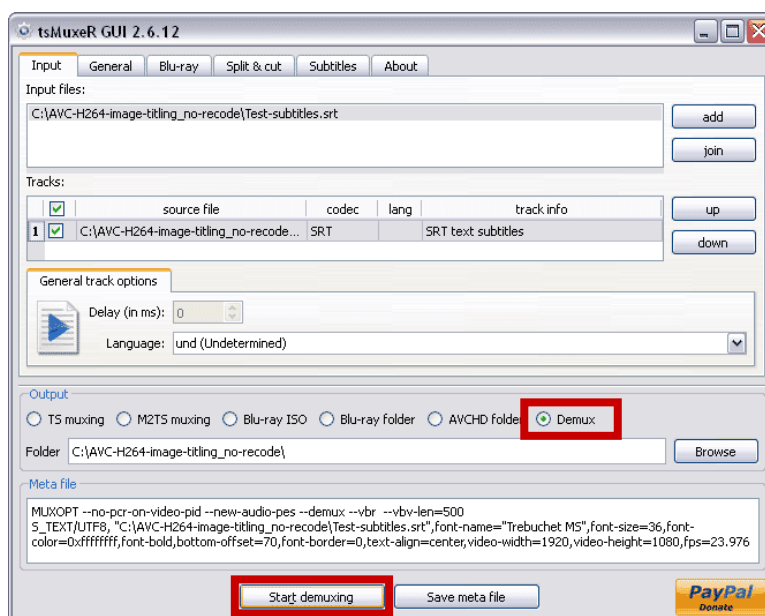 tsMuxeR GUI 2.6.12
Input General Blu-ray Split & cut Subtitles About
Input files:
C:\AVC-H264-image-titling_no-recode\Test-subtitles.srt
add
join
Tracks:
source file codec lang track info
1 C:\AVC-H264-image-titling_no-recode... SRT SRT text subtitles
up
down
General track options
Delay (in ms): 0
Language: und (Undetermined)
Output
TS muxing M2TS muxing Blu-ray ISO Blu-ray folder AVCHD folder Demux
Folder C:\AVC-H264-image-titling_no-recode\ Browse
Meta file
MUXOPT --no-pcr-on-video-pid --new-audio-pes --demux --vbr --vbv-len=500
S_TEXT/UTF8, "C:\AVC-H264-image-titling_no-recode\Test-subtitles.srt",font-name="Trebuchet MS",font-size=36,font-
color=0xffffffff,font-bold,bottom-offset=70,font-border=0,text-align=center,video-width=1920,video-height=1080,fps=23.976
Start demuxing Save meta file
PayPal
Donate